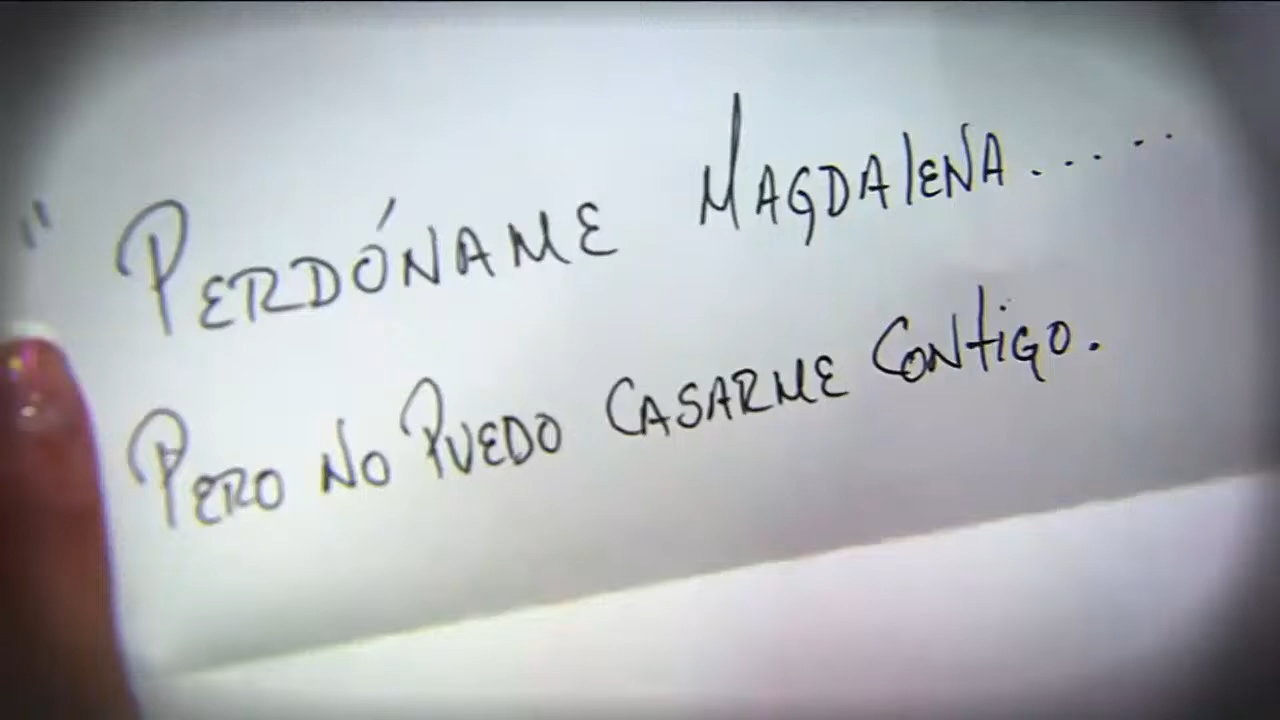 " PERDÓNAME MAGDALENA......
PERO NO PUEDO CASARME CONTIGO.